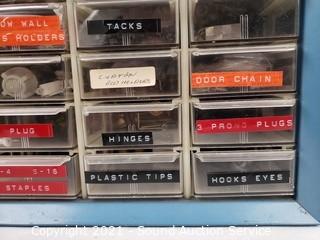 OW WALL
S HOLDERS
TACKS
CURTAIN
ROD HOLDERS
DOOR CHAIN
PLUG
HINGES
3 PRONG PLUGS
-4 S-16
STAPLES
PLASTIC TIPS
HOOKS EYES
Copyright 2021 - Sound Auction Service